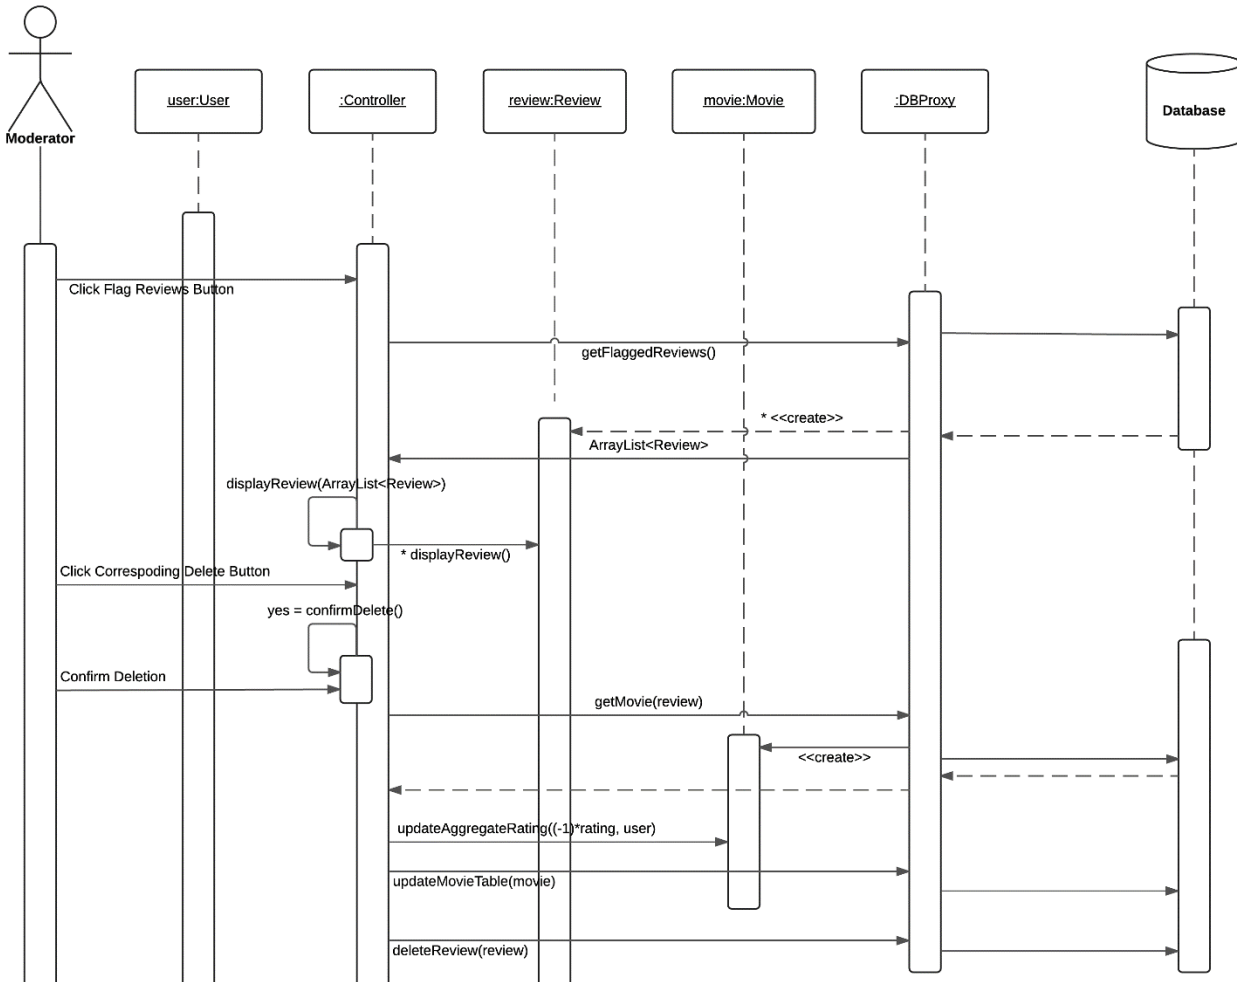 user:User
:Controller
review:Review
movie:Movie
:DBProxy
Database
Moderator
Click Flag Reviews Button
getFlaggedReviews()
* <<create>>
ArrayList<Review>
displayReview(ArrayList<Review>)
* displayReview()
Click Correspoding Delete Button
yes = confirmDelete()
Confirm Deletion
getMovie(review)
<<create>>
updateAggregateRating((-1)*rating, user)
updateMovieTable(movie)
deleteReview(review)